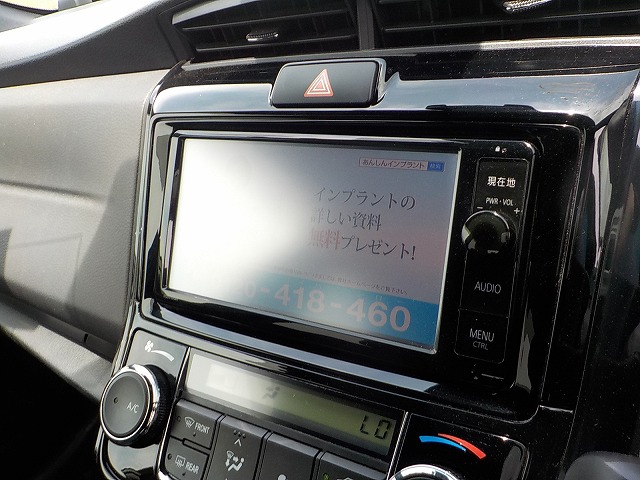 あんしんインプラント
インプラントの
詳しい資料
無料プレゼント!
-418-460
現在地
PWR・VOL
- +
AUDIO
MENU
CTRL
A/C
FRONT
REAR
LO